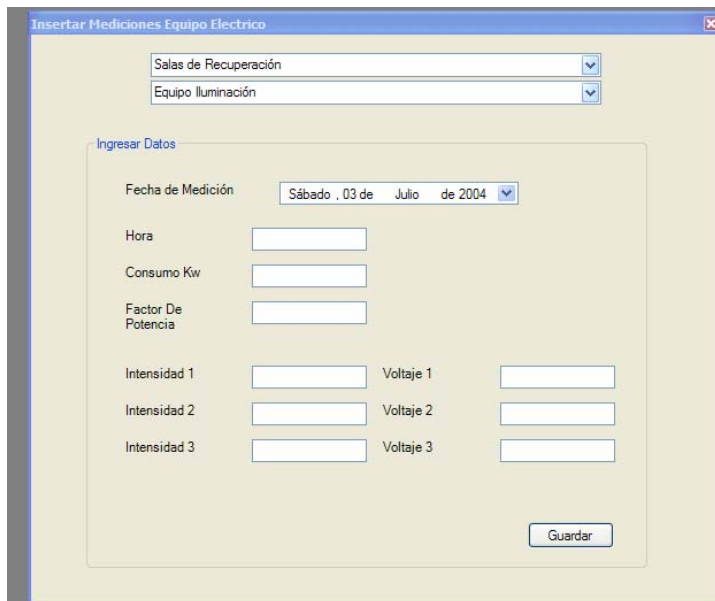 Insertar Mediciones Equipo Electrico
Salas de Recuperación
Equipo Iluminación
Ingresar Datos
Fecha de Medición Sábado , 03 de Julio de 2004
Hora
Consumo Kw
Factor De
Potencia
Intensidad 1 Voltaje 1
Intensidad 2 Voltaje 2
Intensidad 3 Voltaje 3
Guardar